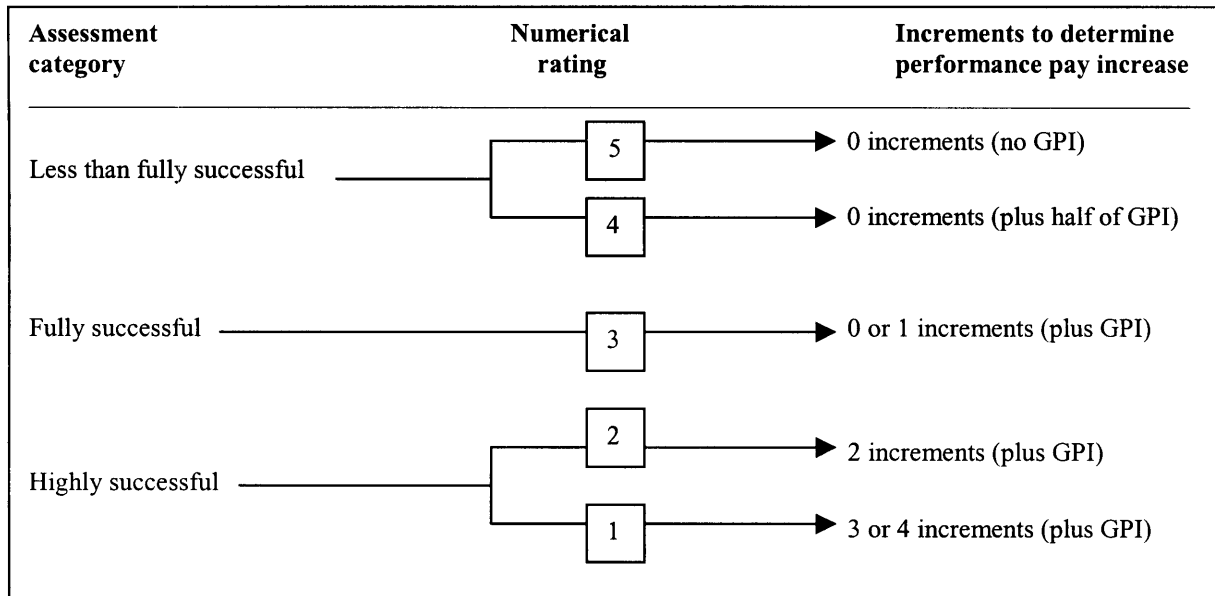 Assessment category
Numerical rating
Increments to determine performance pay increase
Less than fully successful
5
0 increments (no GPI)
4
0 increments (plus half of GPI)
Fully successful
3
0 or 1 increments (plus GPI)
Highly successful
2
2 increments (plus GPI)
1
3 or 4 increments (plus GPI)